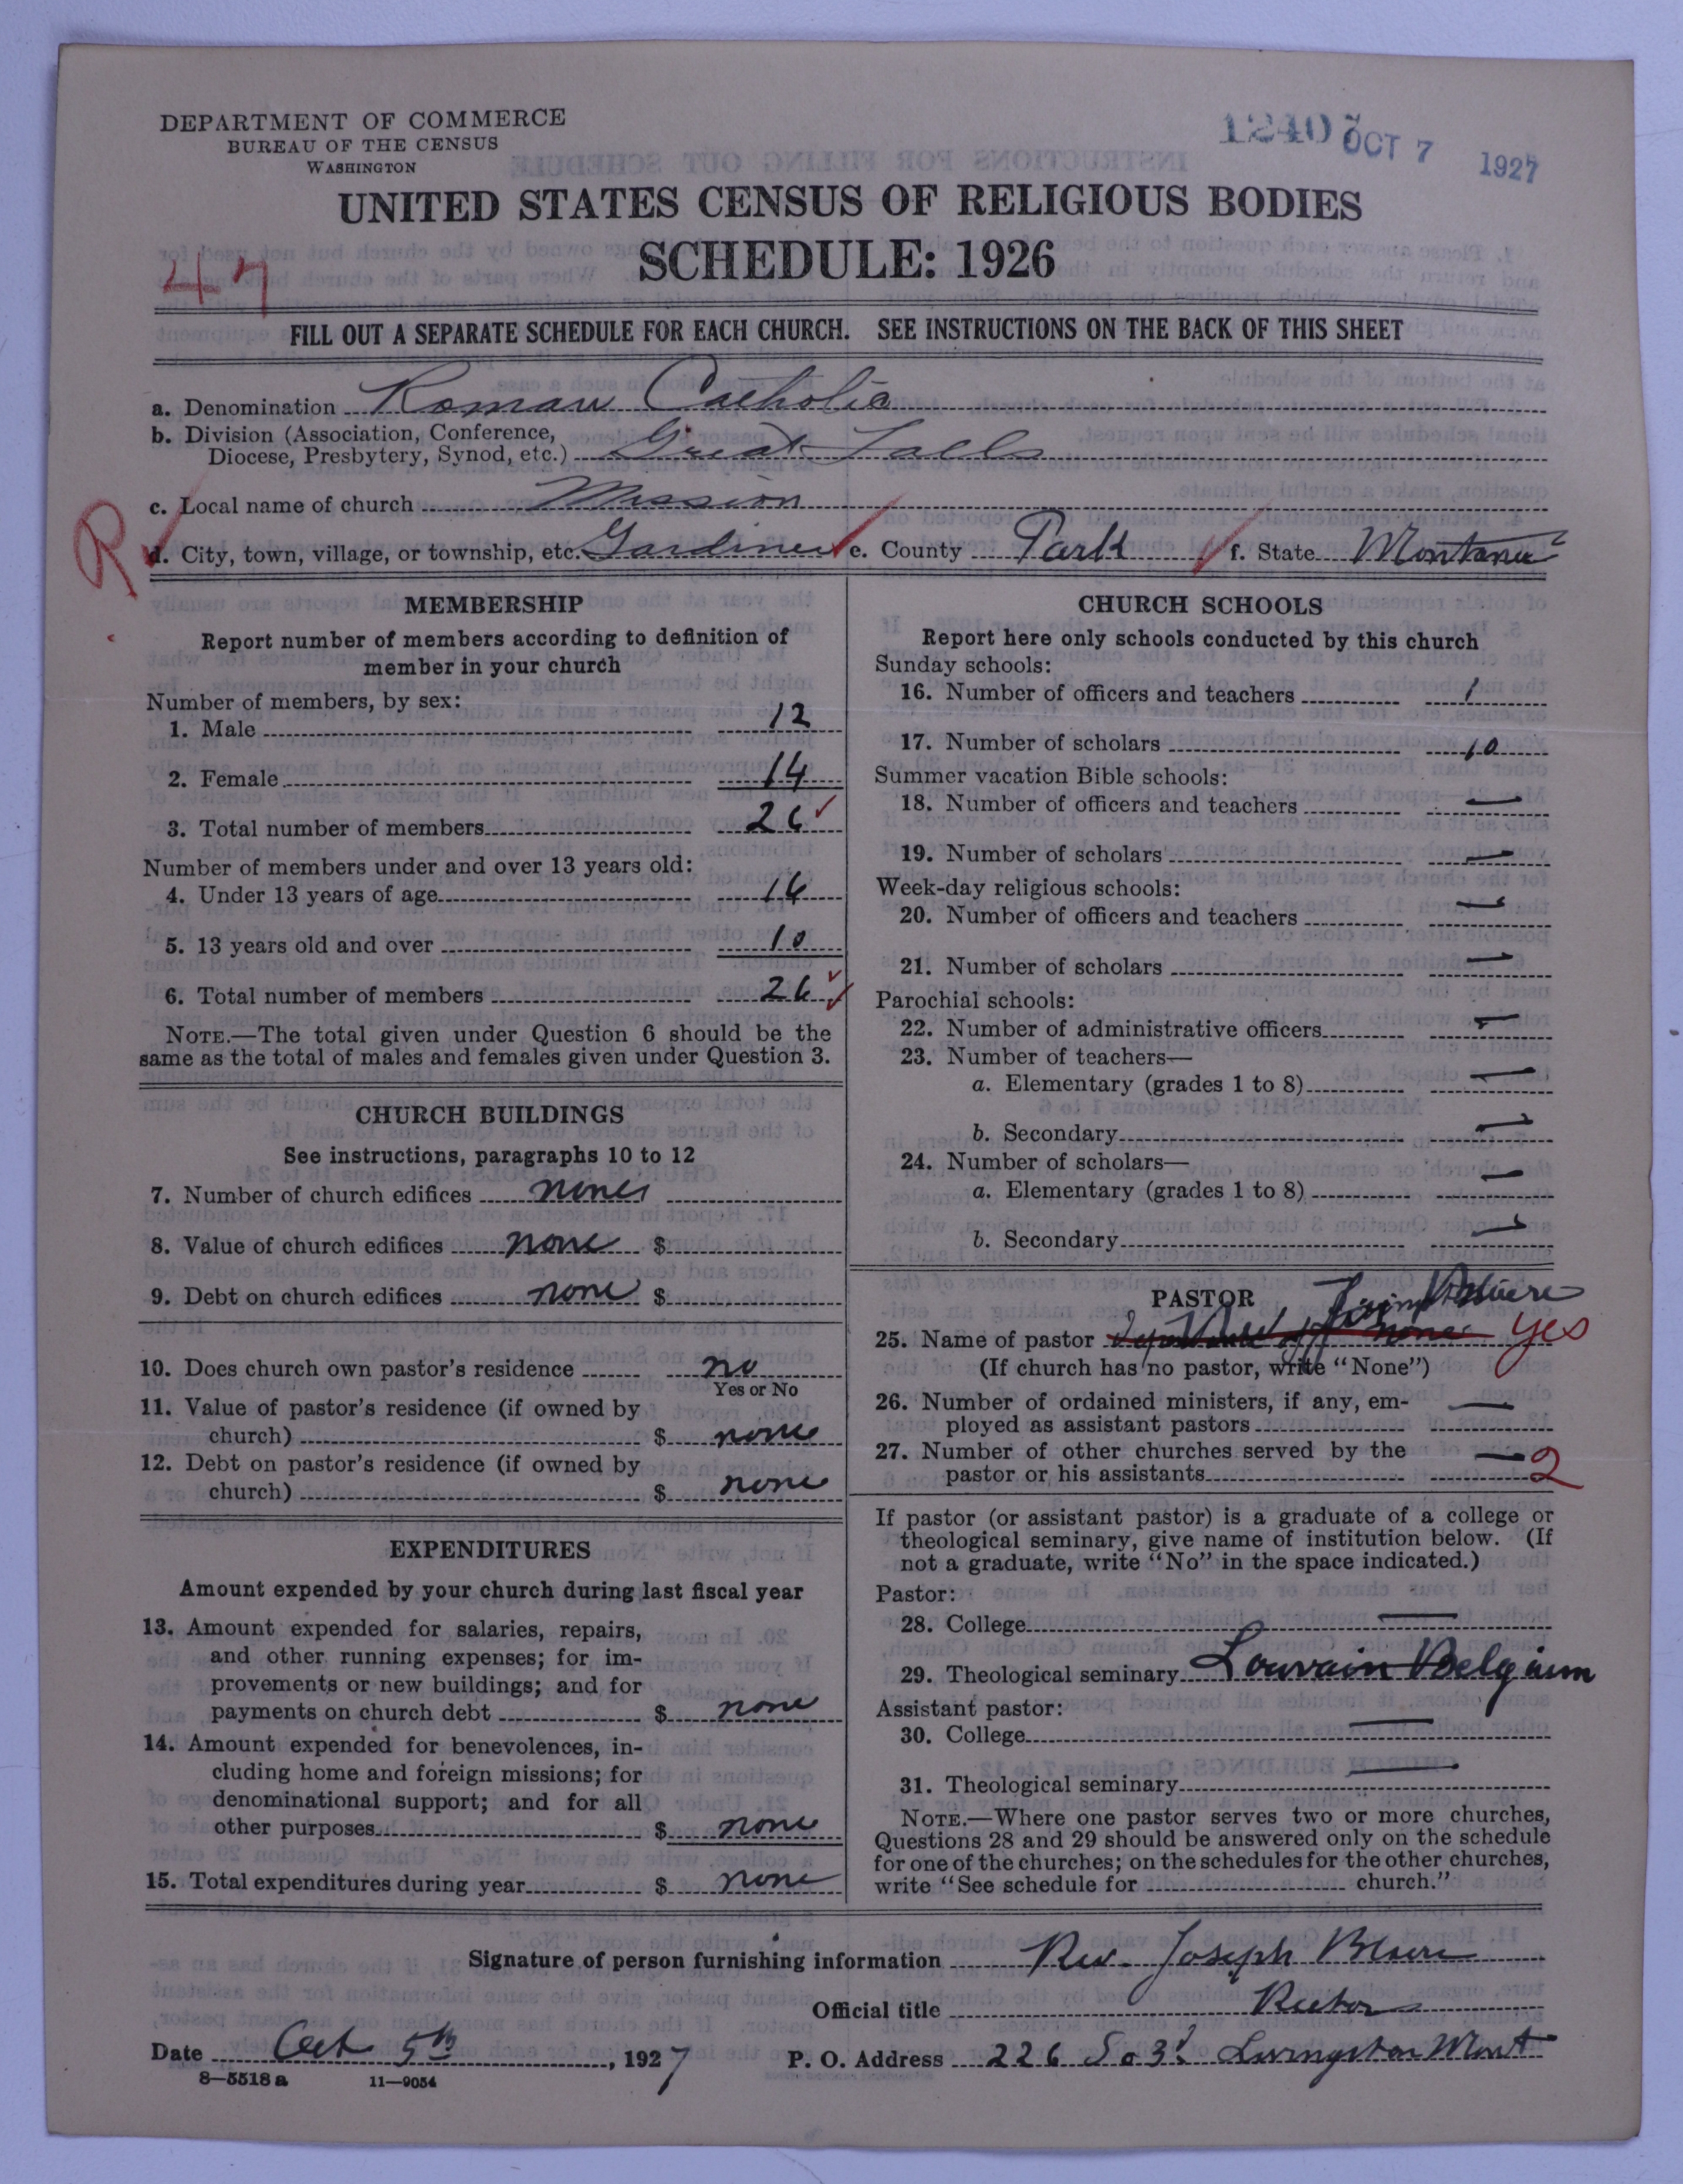 DEPARTMENT OF COMMERCE
BUREAU OF THE CENSUS
WASHINGTON
12407 OCT 7 1927
UNITED STATES CENSUS OF RELIGIOUS BODIES
SCHEDULE: 1926
47
FILL OUT A SEPARATE SCHEDULE FOR EACH CHURCH. SEE INSTRUCTIONS ON THE BACK OF THIS SHEET
a. Denomination Roman Catholic
b. Division (Association, Conference,
Diocese, Presbytery, Synod, etc.) Great Falls
c. Local name of church Mission
R
d. City, town, village, or township, etc. Gardiner e. County Park f. State Montana
MEMBERSHIP
Report number of members according to definition of
member in your church
Number of members, by sex:
1. Male 12
2. Female 14
3. Total number of members 26
Number of members under and over 13 years old:
4. Under 13 years of age 16
5. 13 years old and over 10
6. Total number of members 26
NOTE.—The total given under Question 6 should be the
same as the total of males and females given under Question 3.
CHURCH BUILDINGS
See instructions, paragraphs 10 to 12
7. Number of church edifices none
8. Value of church edifices none $
9. Debt on church edifices none $
10. Does church own pastor's residence no
Yes or No
11. Value of pastor's residence (if owned by
church) $ none
12. Debt on pastor's residence (if owned by
church) $ none
EXPENDITURES
Amount expended by your church during last fiscal year
13. Amount expended for salaries, repairs,
and other running expenses; for im-
provements or new buildings; and for
payments on church debt $ none
14. Amount expended for benevolences, in-
cluding home and foreign missions; for
denominational support; and for all
other purposes $ none
15. Total expenditures during year $ none
CHURCH SCHOOLS
Report here only schools conducted by this church
Sunday schools:
16. Number of officers and teachers 1
17. Number of scholars 10
Summer vacation Bible schools:
18. Number of officers and teachers —
19. Number of scholars —
Week-day religious schools:
20. Number of officers and teachers —
21. Number of scholars —
Parochial schools:
22. Number of administrative officers —
23. Number of teachers—
a. Elementary (grades 1 to 8) —
b. Secondary —
24. Number of scholars—
a. Elementary (grades 1 to 8) —
b. Secondary —
PASTOR
25. Name of pastor none yes
(If church has no pastor, write "None")
26. Number of ordained ministers, if any, em-
ployed as assistant pastors —
27. Number of other churches served by the
pastor or his assistants — 2
If pastor (or assistant pastor) is a graduate of a college or
theological seminary, give name of institution below. (If
not a graduate, write "No" in the space indicated.)
Pastor:
28. College —
29. Theological seminary Louvain Belgium
Assistant pastor:
30. College —
31. Theological seminary —
NOTE.—Where one pastor serves two or more churches,
Questions 28 and 29 should be answered only on the schedule
for one of the churches; on the schedules for the other churches,
write "See schedule for church."
Signature of person furnishing information Rev. Joseph
Official title Rector
Date Oct 5th, 1927 P. O. Address 226 So 3d Livingston Mont
8—5518a 11—9054